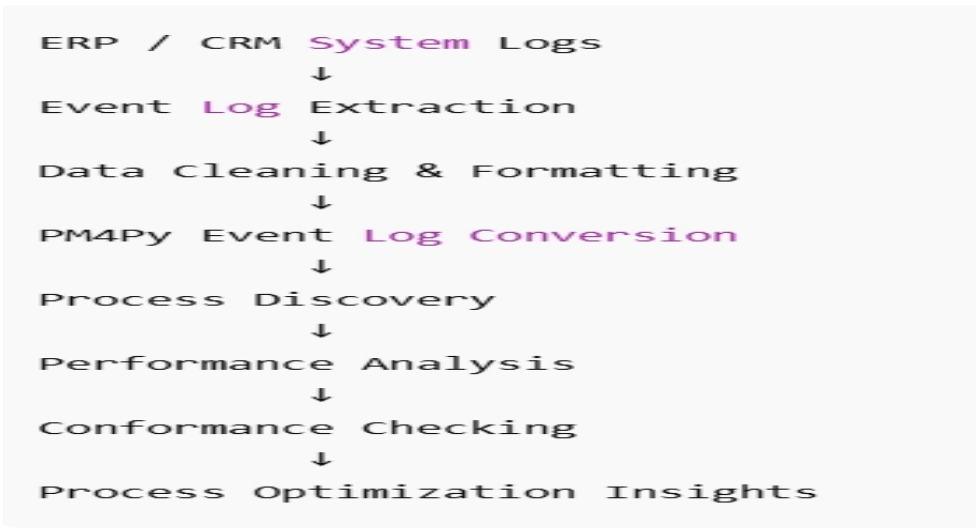 ERP / CRM System Logs
↓
Event Log Extraction
↓
Data Cleaning & Formatting
↓
PM4Py Event Log Conversion
↓
Process Discovery
↓
Performance Analysis
↓
Conformance Checking
↓
Process Optimization Insights